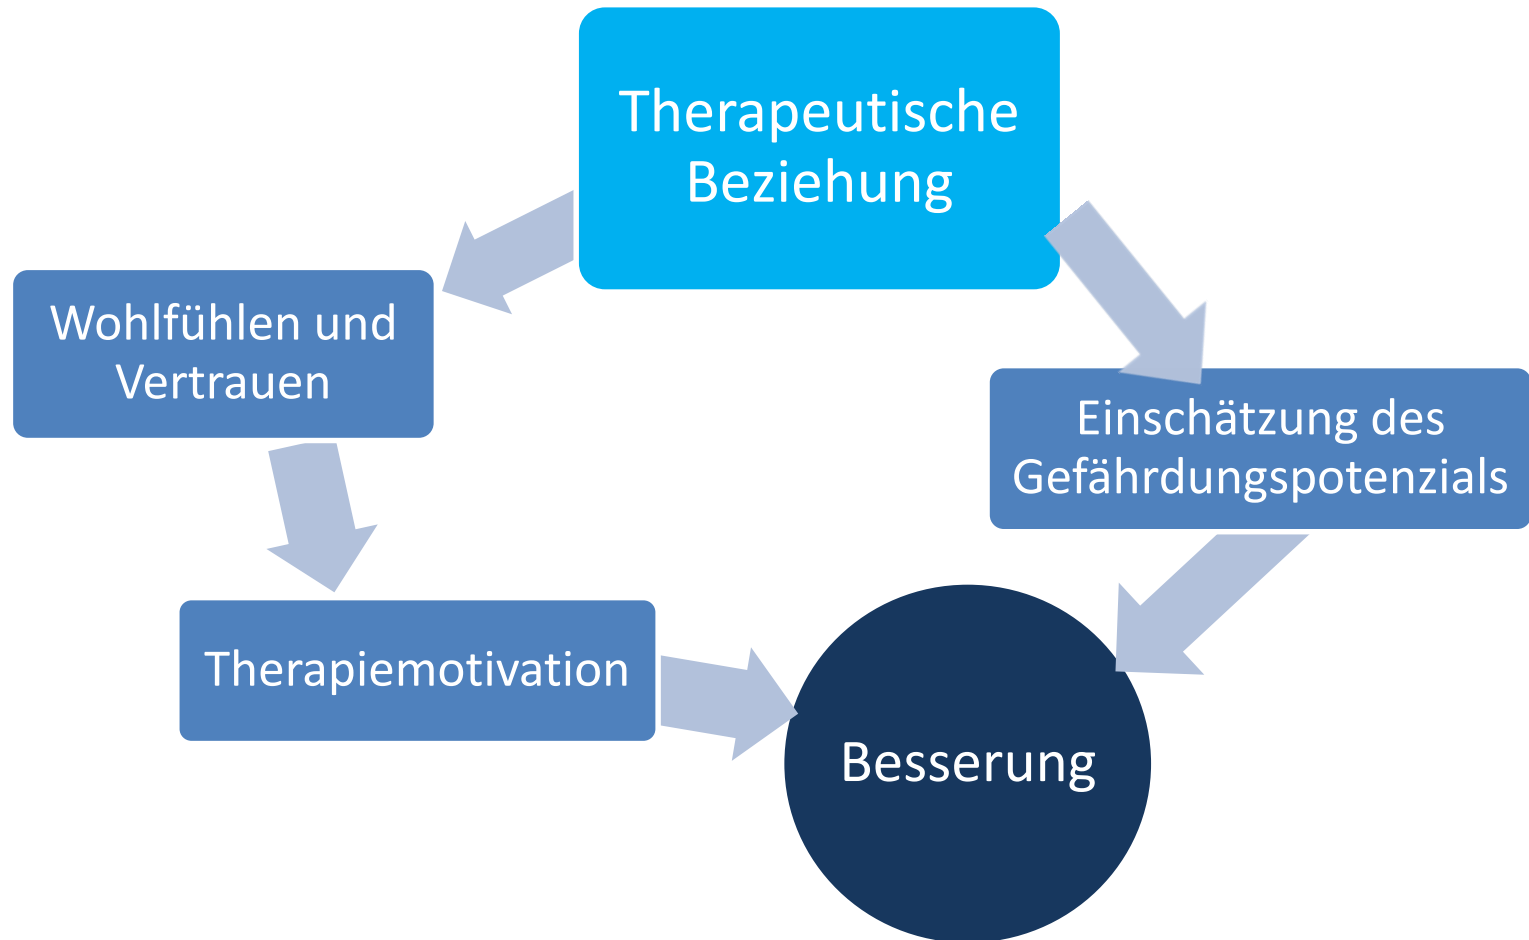 Therapeutische
Beziehung
Wohlfühlen und
Vertrauen
Einschätzung des
Gefährdungspotenzials
Therapiemotivation
Besserung